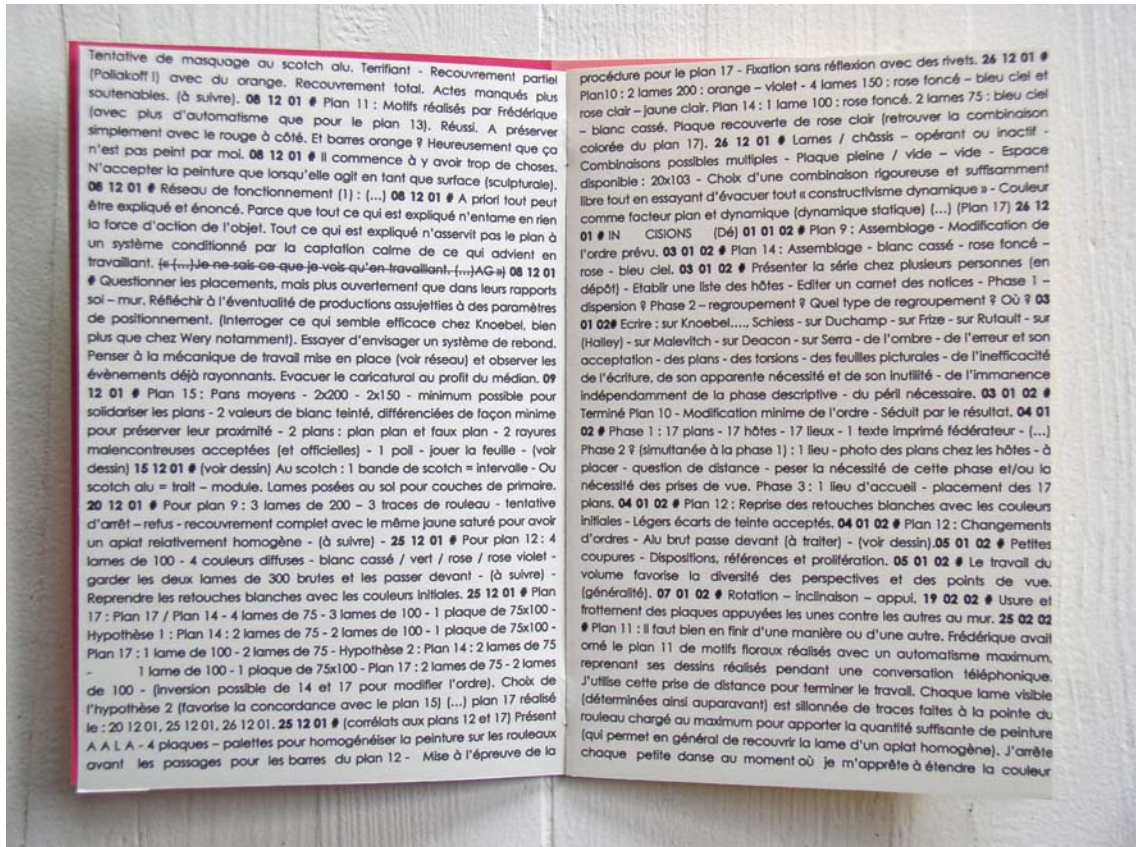 Tentative de masquage au scotch alu. Terrifiant - Recouvrement partiel
(Poliakoff !) avec du orange. Recouvrement total. Actes manqués plus
soutenables. (à suivre). 08 12 01 # Plan 11 : Motifs réalisés par Frédérique
(avec plus d'automatisme que pour le plan 13). Réussi. A préserver
simplement avec le rouge à côté. Et barres orange ? Heureusement que ça
n'est pas peint par moi. 08 12 01 # Il commence à y avoir trop de choses.
N'accepter la peinture que lorsqu'elle agit en tant que surface (sculpturale).
08 12 01 # Réseau de fonctionnement (1) : (...) 08 12 01 # A priori tout peut
être expliqué et énoncé. Parce que tout ce qui est expliqué n'entame en rien
la force d'action de l'objet. Tout ce qui est expliqué n'asservit pas le plan à
un système conditionné par la captation calme de ce qui advient en
travaillant. (« (...)Je ne sais ce que je vois qu'en travaillant. (...)AG ») 08 12 01
# Questionner les placements, mais plus ouvertement que dans leurs rapports
sol – mur. Réfléchir à l'éventualité de productions assujetties à des paramètres
de positionnement. (Interroger ce qui semble efficace chez Knoebel, bien
plus que chez Wery notamment). Essayer d'envisager un système de rebond.
Penser à la mécanique de travail mise en place (voir réseau) et observer les
évènements déjà rayonnants. Evacuer le caricatural au profit du médian. 09
12 01 # Plan 15 : Pans moyens - 2x200 - 2x150 - minimum possible pour
solidariser les plans - 2 valeurs de blanc teinté, différenciées de façon minime
pour préserver leur proximité - 2 plans : plan plan et faux plan - 2 rayures
malencontreuses acceptées (et officielles) - 1 poil - jouer la feuille - (voir
dessin) 15 12 01 # (voir dessin) Au scotch : 1 bande de scotch = intervalle - Ou
scotch alu = trait – module. Lames posées au sol pour couches de primaire.
20 12 01 # Pour plan 9 : 3 lames de 200 – 3 traces de rouleau - tentative
d'arrêt – refus - recouvrement complet avec le même jaune saturé pour avoir
un aplat relativement homogène - (à suivre) - 25 12 01 # Pour plan 12 : 4
lames de 100 - 4 couleurs diffuses - blanc cassé / vert / rose / rose violet -
garder les deux lames de 300 brutes et les passer devant - (à suivre) -
Reprendre les retouches blanches avec les couleurs initiales. 25 12 01 # Plan
17 : Plan 17 / Plan 14 - 4 lames de 75 - 3 lames de 100 - 1 plaque de 75x100 -
Hypothèse 1 : Plan 14 : 2 lames de 75 - 2 lames de 100 - 1 plaque de 75x100 -
Plan 17 : 1 lame de 100 - 2 lames de 75 - Hypothèse 2 : Plan 14 : 2 lames de 75
- 1 lame de 100 - 1 plaque de 75x100 - Plan 17 : 2 lames de 75 - 2 lames
de 100 - (inversion possible de 14 et 17 pour modifier l'ordre). Choix de
l'hypothèse 2 (favorise la concordance avec le plan 15) (...) plan 17 réalisé
le : 20 12 01, 25 12 01, 26 12 01. 25 12 01 # (corrélats aux plans 12 et 17) Présent
A A L A - 4 plaques – palettes pour homogénéiser la peinture sur les rouleaux
avant les passages pour les barres du plan 12 - Mise à l'épreuve de la
procédure pour le plan 17 - Fixation sans réflexion avec des rivets. 26 12 01 #
Plan10 : 2 lames 200 : orange – violet - 4 lames 150 : rose foncé – bleu ciel et
rose clair – jaune clair. Plan 14 : 1 lame 100 : rose foncé. 2 lames 75 : bleu ciel
– blanc cassé. Plaque recouverte de rose clair (retrouver la combinaison
colorée du plan 17). 26 12 01 # Lames / châssis – opérant ou inactif -
Combinaisons possibles multiples - Plaque pleine / vide – vide - Espace
disponible : 20x103 - Choix d'une combinaison rigoureuse et suffisamment
libre tout en essayant d'évacuer tout « constructivisme dynamique » - Couleur
comme facteur plan et dynamique (dynamique statique) (...) (Plan 17) 26 12
01 # IN CISIONS (Dé) 01 01 02 # Plan 9 : Assemblage - Modification de
l'ordre prévu. 03 01 02 # Plan 14 : Assemblage - blanc cassé - rose foncé –
rose - bleu ciel. 03 01 02 # Présenter la série chez plusieurs personnes (en
dépôt) - Etablir une liste des hôtes - Editer un carnet des notices - Phase 1 –
dispersion ? Phase 2 – regroupement ? Quel type de regroupement ? Où ? 03
01 02# Ecrire : sur Knoebel...., Schiess - sur Duchamp - sur Frize - sur Rutault - sur
(Halley) - sur Malevitch - sur Deacon - sur Serra - de l'ombre - de l'erreur et son
acceptation - des plans - des torsions - des feuilles picturales - de l'inefficacité
de l'écriture, de son apparente nécessité et de son inutilité - de l'immanence
indépendamment de la phase descriptive - du péril nécessaire. 03 01 02 #
Terminé Plan 10 - Modification minime de l'ordre - Séduit par le résultat. 04 01
02 # Phase 1 : 17 plans - 17 hôtes - 17 lieux - 1 texte imprimé fédérateur - (...)
Phase 2 ? (simultanée à la phase 1) : 1 lieu - photo des plans chez les hôtes - à
placer - question de distance - peser la nécessité de cette phase et/ou la
nécessité des prises de vue. Phase 3 : 1 lieu d'accueil - placement des 17
plans. 04 01 02 # Plan 12 : Reprise des retouches blanches avec les couleurs
initiales - Légers écarts de teinte acceptés. 04 01 02 # Plan 12 : Changements
d'ordres - Alu brut passe devant (à traiter) - (voir dessin).05 01 02 # Petites
coupures - Dispositions, références et prolifération. 05 01 02 # Le travail du
volume favorise la diversité des perspectives et des points de vue.
(généralité). 07 01 02 # Rotation – inclinaison – appui. 19 02 02 # Usure et
frottement des plaques appuyées les unes contre les autres au mur. 25 02 02
# Plan 11 : Il faut bien en finir d'une manière ou d'une autre. Frédérique avait
orné le plan 11 de motifs floraux réalisés avec un automatisme maximum,
reprenant ses dessins réalisés pendant une conversation téléphonique.
J'utilise cette prise de distance pour terminer le travail. Chaque lame visible
(déterminées ainsi auparavant) est sillonnée de traces faites à la pointe du
rouleau chargé au maximum pour apporter la quantité suffisante de peinture
(qui permet en général de recouvrir la lame d'un aplat homogène). J'arrête
chaque petite danse au moment où je m'apprête à étendre la couleur